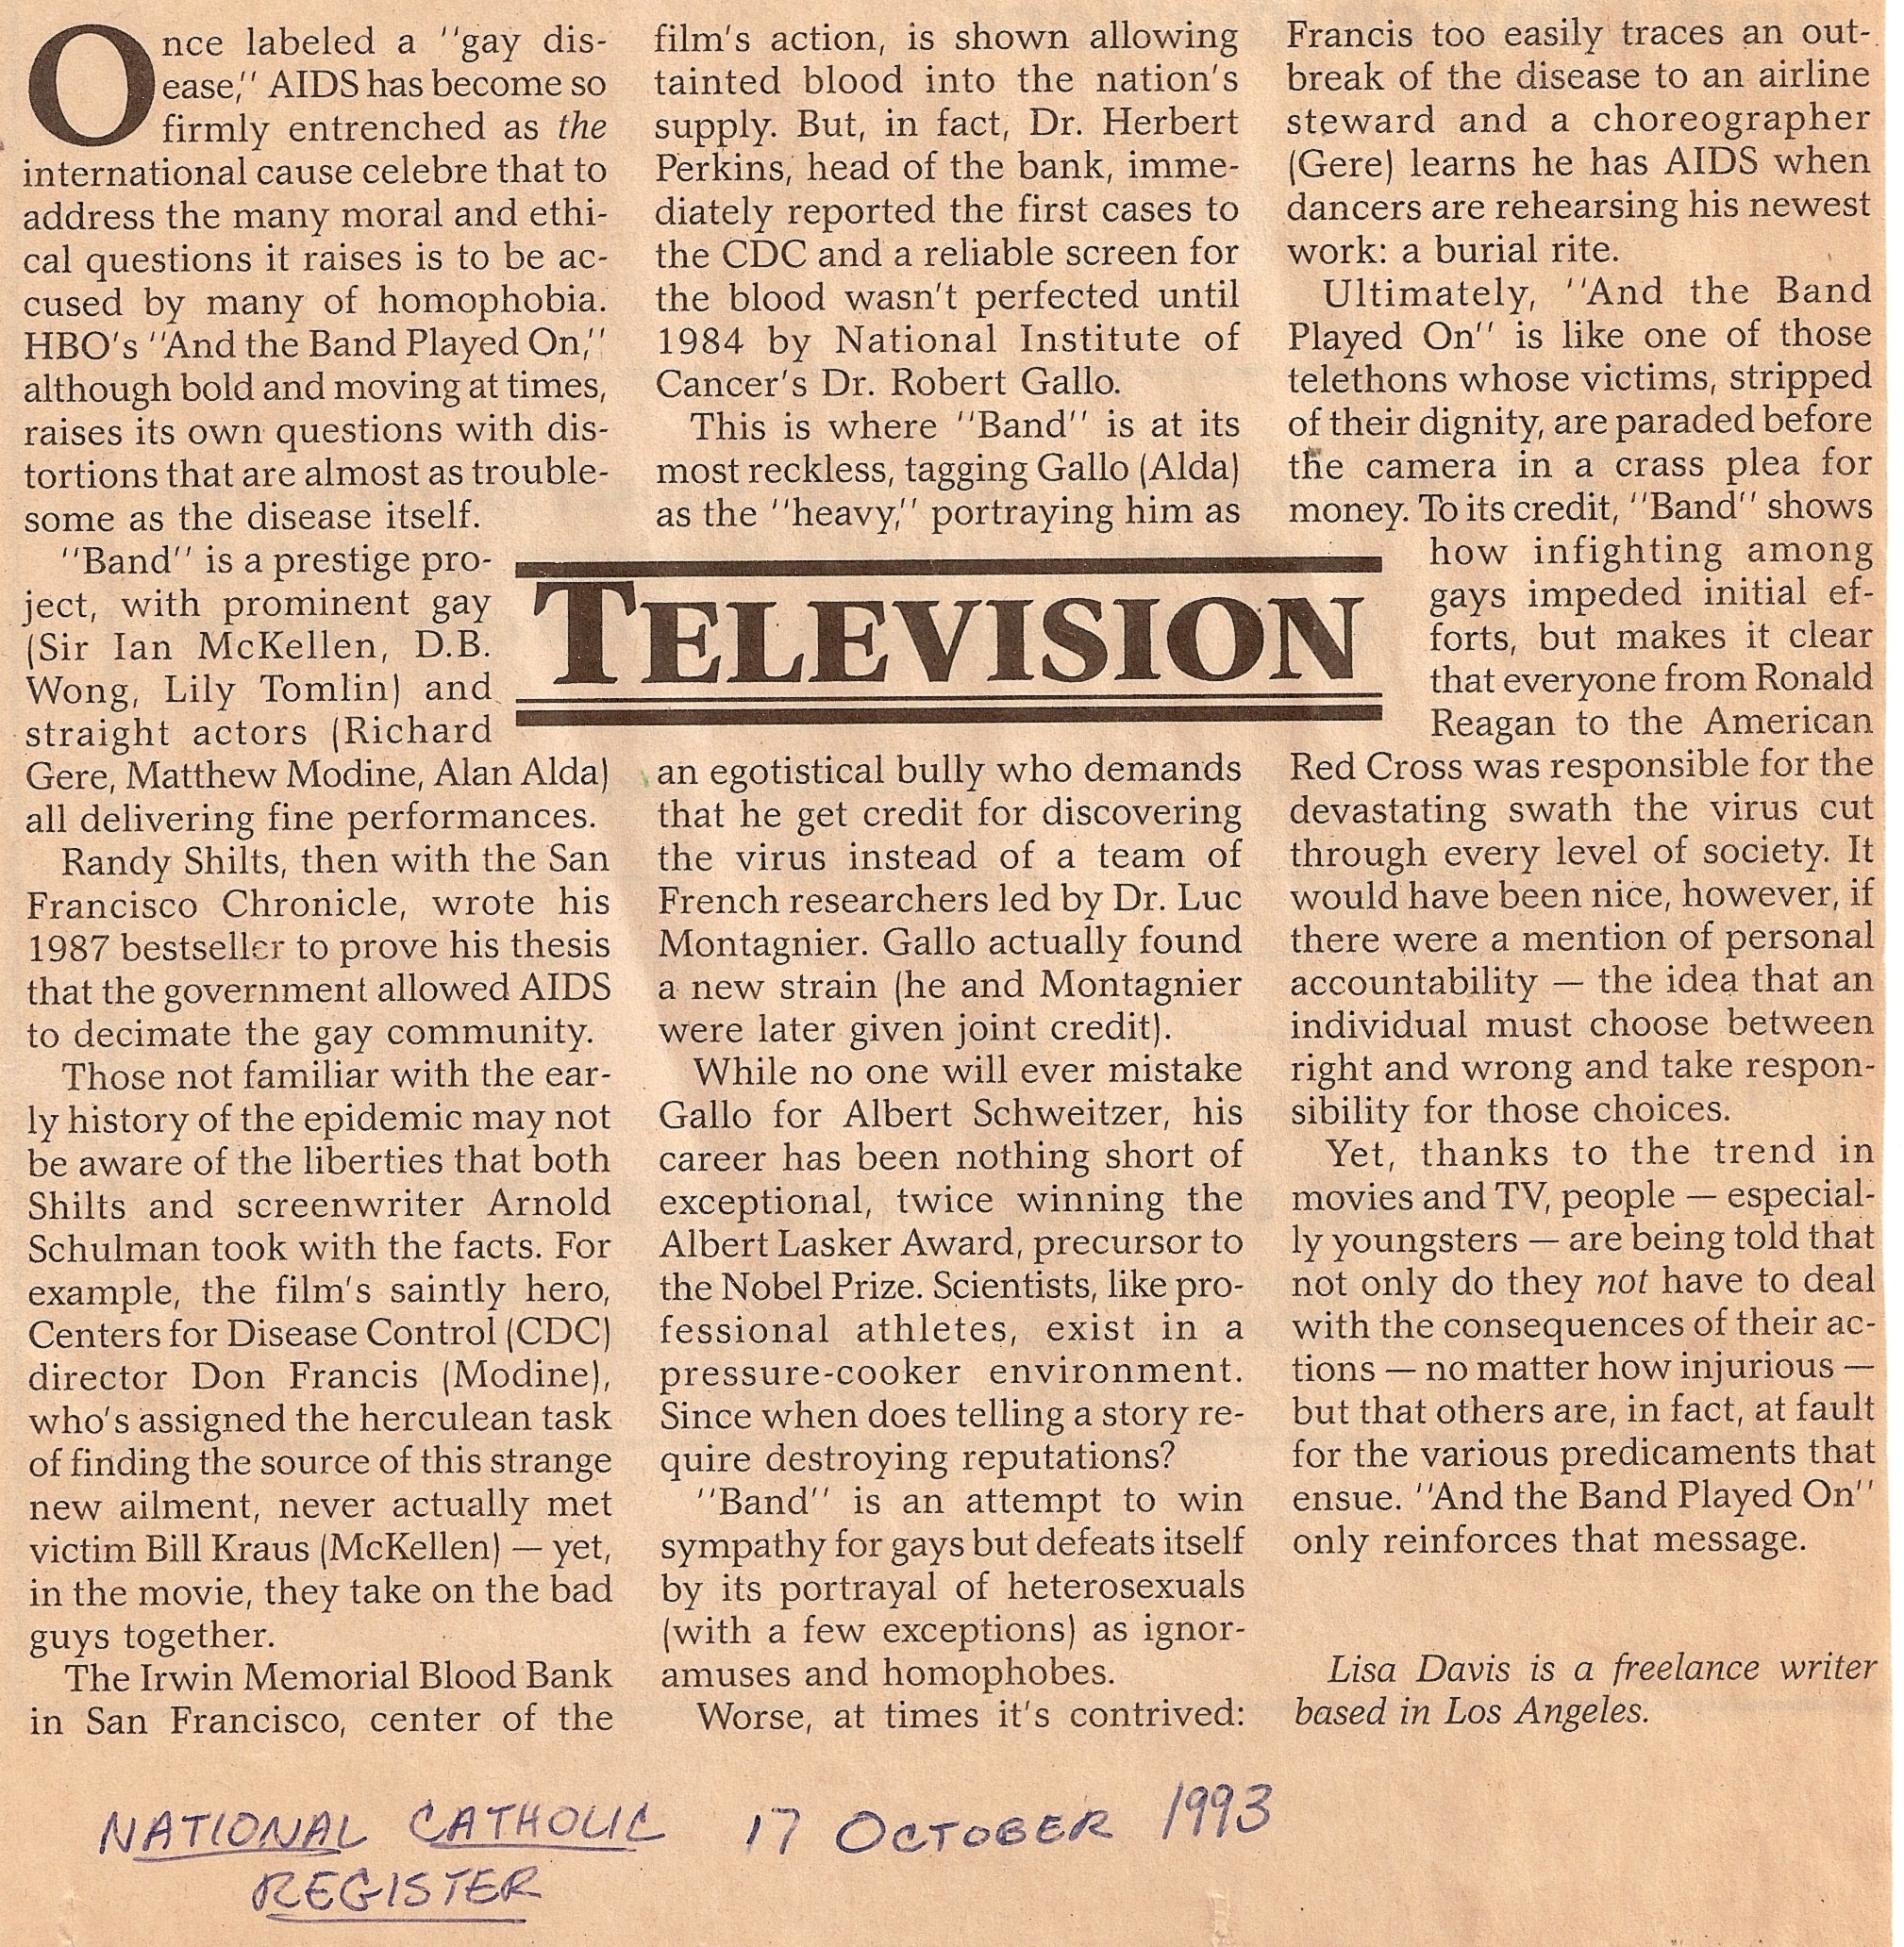 Once labeled a "gay dis-
ease," AIDS has become so
firmly entrenched as the
international cause celebre that to
address the many moral and ethi-
cal questions it raises is to be ac-
cused by many of homophobia.
HBO's "And the Band Played On,"
although bold and moving at times,
raises its own questions with dis-
tortions that are almost as trouble-
some as the disease itself.
"Band" is a prestige pro-
ject, with prominent gay
(Sir Ian McKellen, D.B.
Wong, Lily Tomlin) and
straight actors (Richard
Gere, Matthew Modine, Alan Alda)
all delivering fine performances.
Randy Shilts, then with the San
Francisco Chronicle, wrote his
1987 bestseller to prove his thesis
that the government allowed AIDS
to decimate the gay community.
Those not familiar with the ear-
ly history of the epidemic may not
be aware of the liberties that both
Shilts and screenwriter Arnold
Schulman took with the facts. For
example, the film's saintly hero,
Centers for Disease Control (CDC)
director Don Francis (Modine),
who's assigned the herculean task
of finding the source of this strange
new ailment, never actually met
victim Bill Kraus (McKellen) — yet,
in the movie, they take on the bad
guys together.
The Irwin Memorial Blood Bank
in San Francisco, center of the
film's action, is shown allowing
tainted blood into the nation's
supply. But, in fact, Dr. Herbert
Perkins, head of the bank, imme-
diately reported the first cases to
the CDC and a reliable screen for
the blood wasn't perfected until
1984 by National Institute of
Cancer's Dr. Robert Gallo.
This is where "Band" is at its
most reckless, tagging Gallo (Alda)
as the "heavy," portraying him as
TELEVISION
an egotistical bully who demands
that he get credit for discovering
the virus instead of a team of
French researchers led by Dr. Luc
Montagnier. Gallo actually found
a new strain (he and Montagnier
were later given joint credit).
While no one will ever mistake
Gallo for Albert Schweitzer, his
career has been nothing short of
exceptional, twice winning the
Albert Lasker Award, precursor to
the Nobel Prize. Scientists, like pro-
fessional athletes, exist in a
pressure-cooker environment.
Since when does telling a story re-
quire destroying reputations?
"Band" is an attempt to win
sympathy for gays but defeats itself
by its portrayal of heterosexuals
(with a few exceptions) as ignor-
amuses and homophobes.
Worse, at times it's contrived:
Francis too easily traces an out-
break of the disease to an airline
steward and a choreographer
(Gere) learns he has AIDS when
dancers are rehearsing his newest
work: a burial rite.
Ultimately, "And the Band
Played On" is like one of those
telethons whose victims, stripped
of their dignity, are paraded before
the camera in a crass plea for
money. To its credit, "Band" shows
how infighting among
gays impeded initial ef-
forts, but makes it clear
that everyone from Ronald
Reagan to the American
Red Cross was responsible for the
devastating swath the virus cut
through every level of society. It
would have been nice, however, if
there were a mention of personal
accountability — the idea that an
individual must choose between
right and wrong and take respon-
sibility for those choices.
Yet, thanks to the trend in
movies and TV, people — especial-
ly youngsters — are being told that
not only do they not have to deal
with the consequences of their ac-
tions — no matter how injurious —
but that others are, in fact, at fault
for the various predicaments that
ensue. "And the Band Played On"
only reinforces that message.
Lisa Davis is a freelance writer
based in Los Angeles.
NATIONAL CATHOLIC 17 OCTOBER 1993
REGISTER